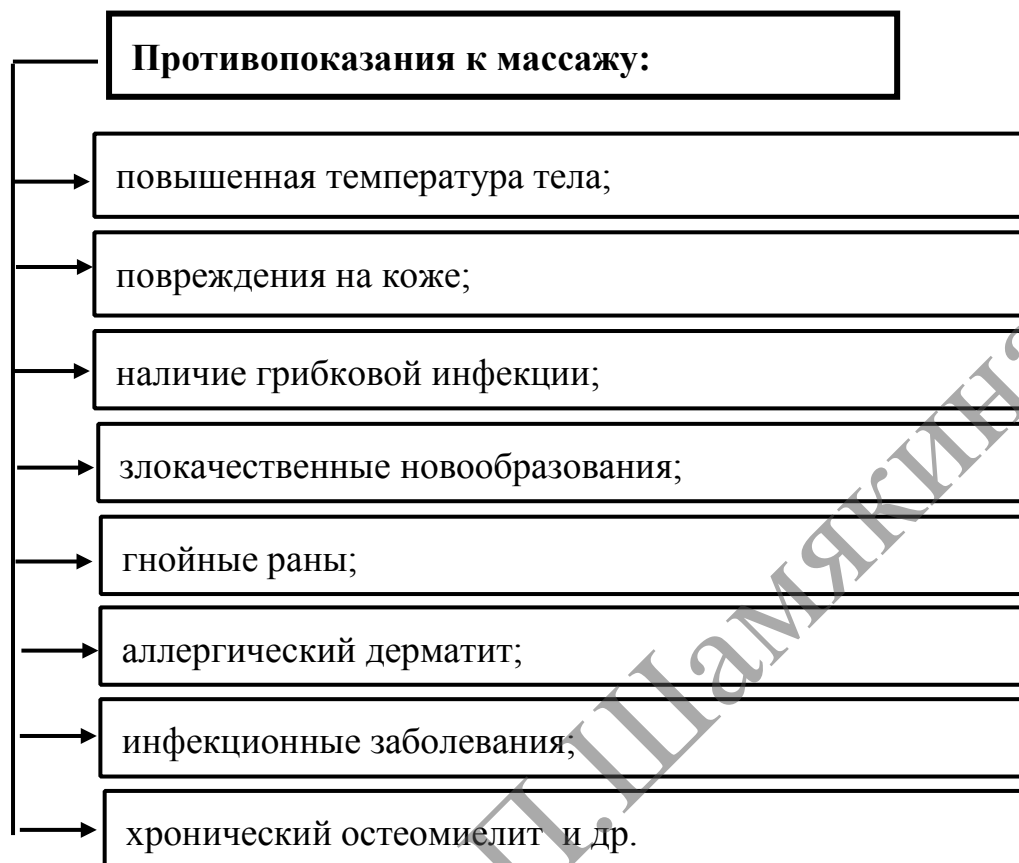 Противопоказания к массажу:
повышенная температура тела;
повреждения на коже;
наличие грибковой инфекции;
злокачественные новообразования;
гнойные раны;
аллергический дерматит;
инфекционные заболевания;
хронический остеомиелит и др.
П.Шамякина